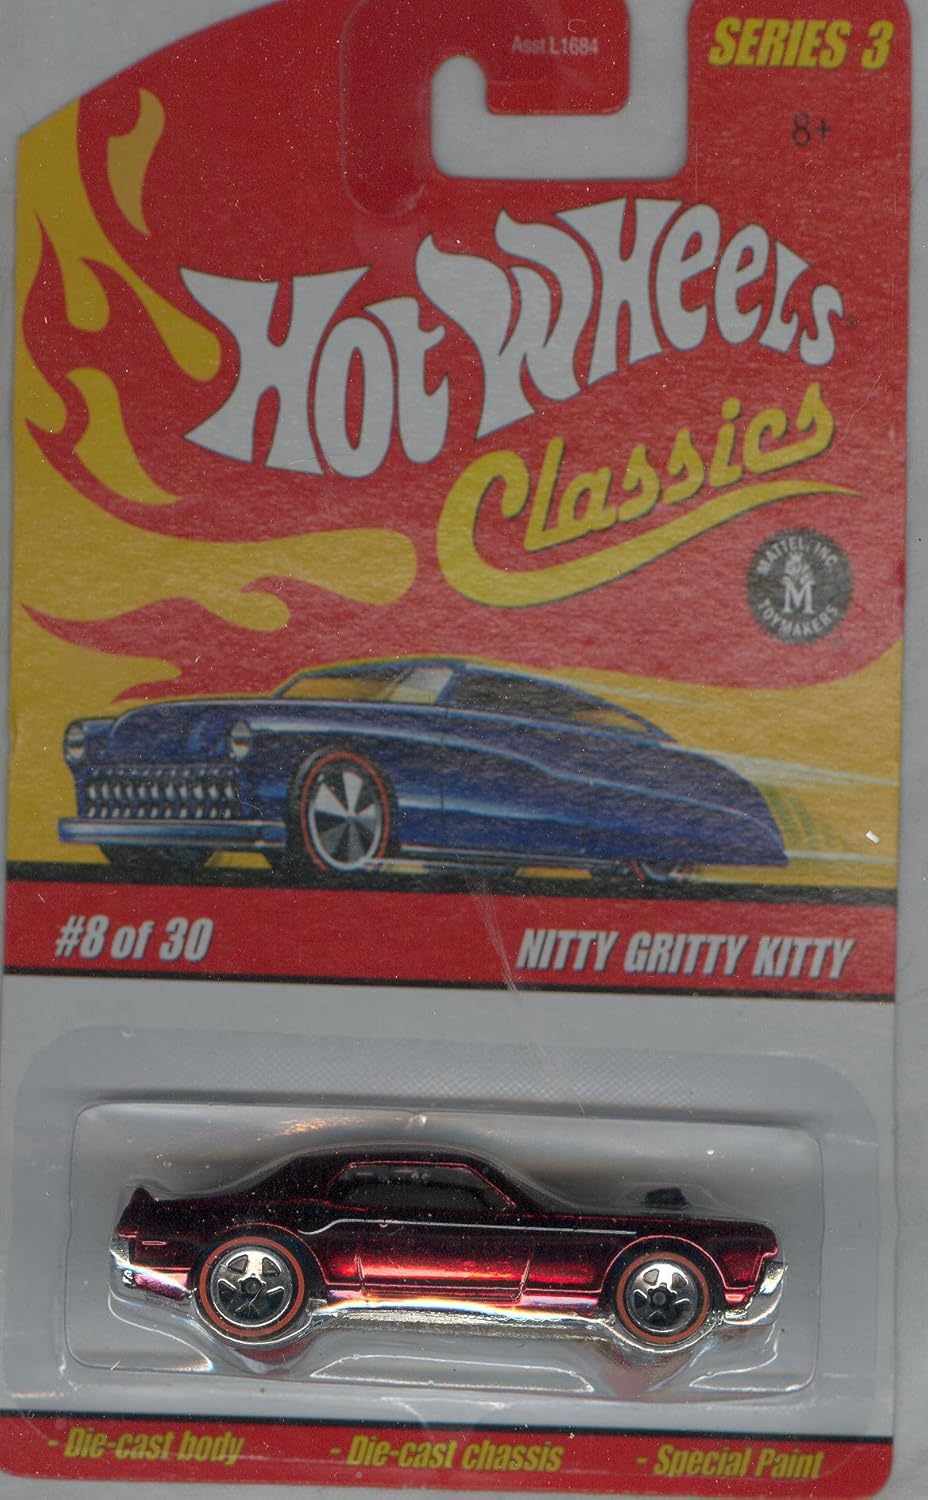 Asst L1684
SERIES 3
8+
HOT WHEELS
Classics
MATTEL, INC.
M
TOYMAKERS
#8 of 30
NITTY GRITTY KITTY
- Die-cast body - Die-cast chassis - Special Paint